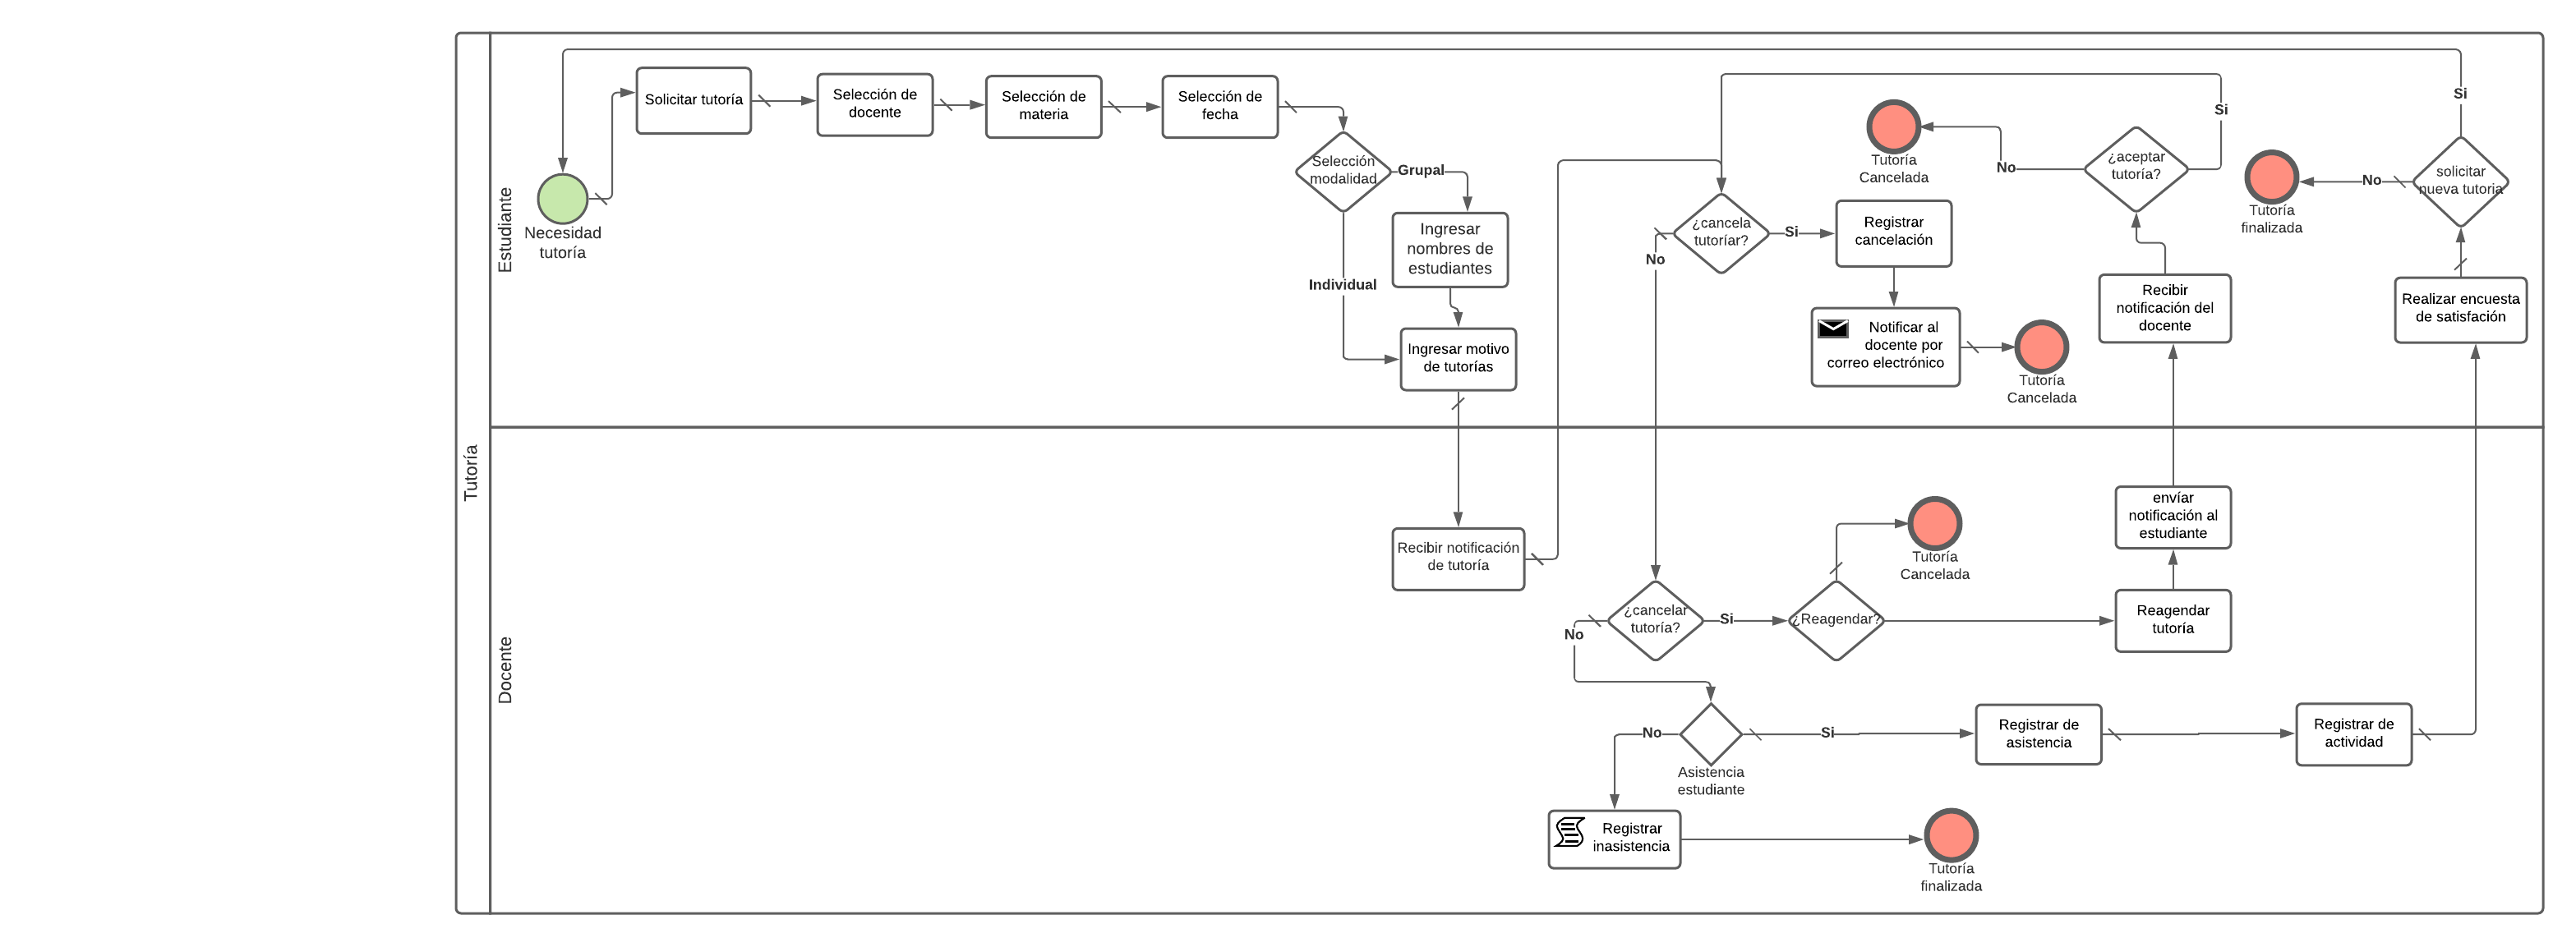 Tutoría
Estudiante
Necesidad
tutoría
Solicitar tutoría
Selección de
docente
Selección de
materia
Selección de
fecha
Selección
modalidad
Grupal
Individual
Ingresar
nombres de
estudiantes
Ingresar motivo
de tutorías
¿cancela
tutoríar?
Si
No
Registrar
cancelación
Notificar al
docente por
correo electrónico
Tutoría
Cancelada
Tutoría
Cancelada
No
¿aceptar
tutoría?
Si
Recibir
notificación del
docente
Tutoría
finalizada
No
solicitar
nueva tutoria
Si
Realizar encuesta
de satisfación
Docente
Recibir notificación
de tutoría
¿cancelar
tutoría?
Si
No
¿Reagendar?
Tutoría
Cancelada
Reagendar
tutoría
envíar
notificación al
estudiante
Asistencia
estudiante
No
Si
Registrar de
asistencia
Registrar de
actividad
Registrar
inasistencia
Tutoría
finalizada